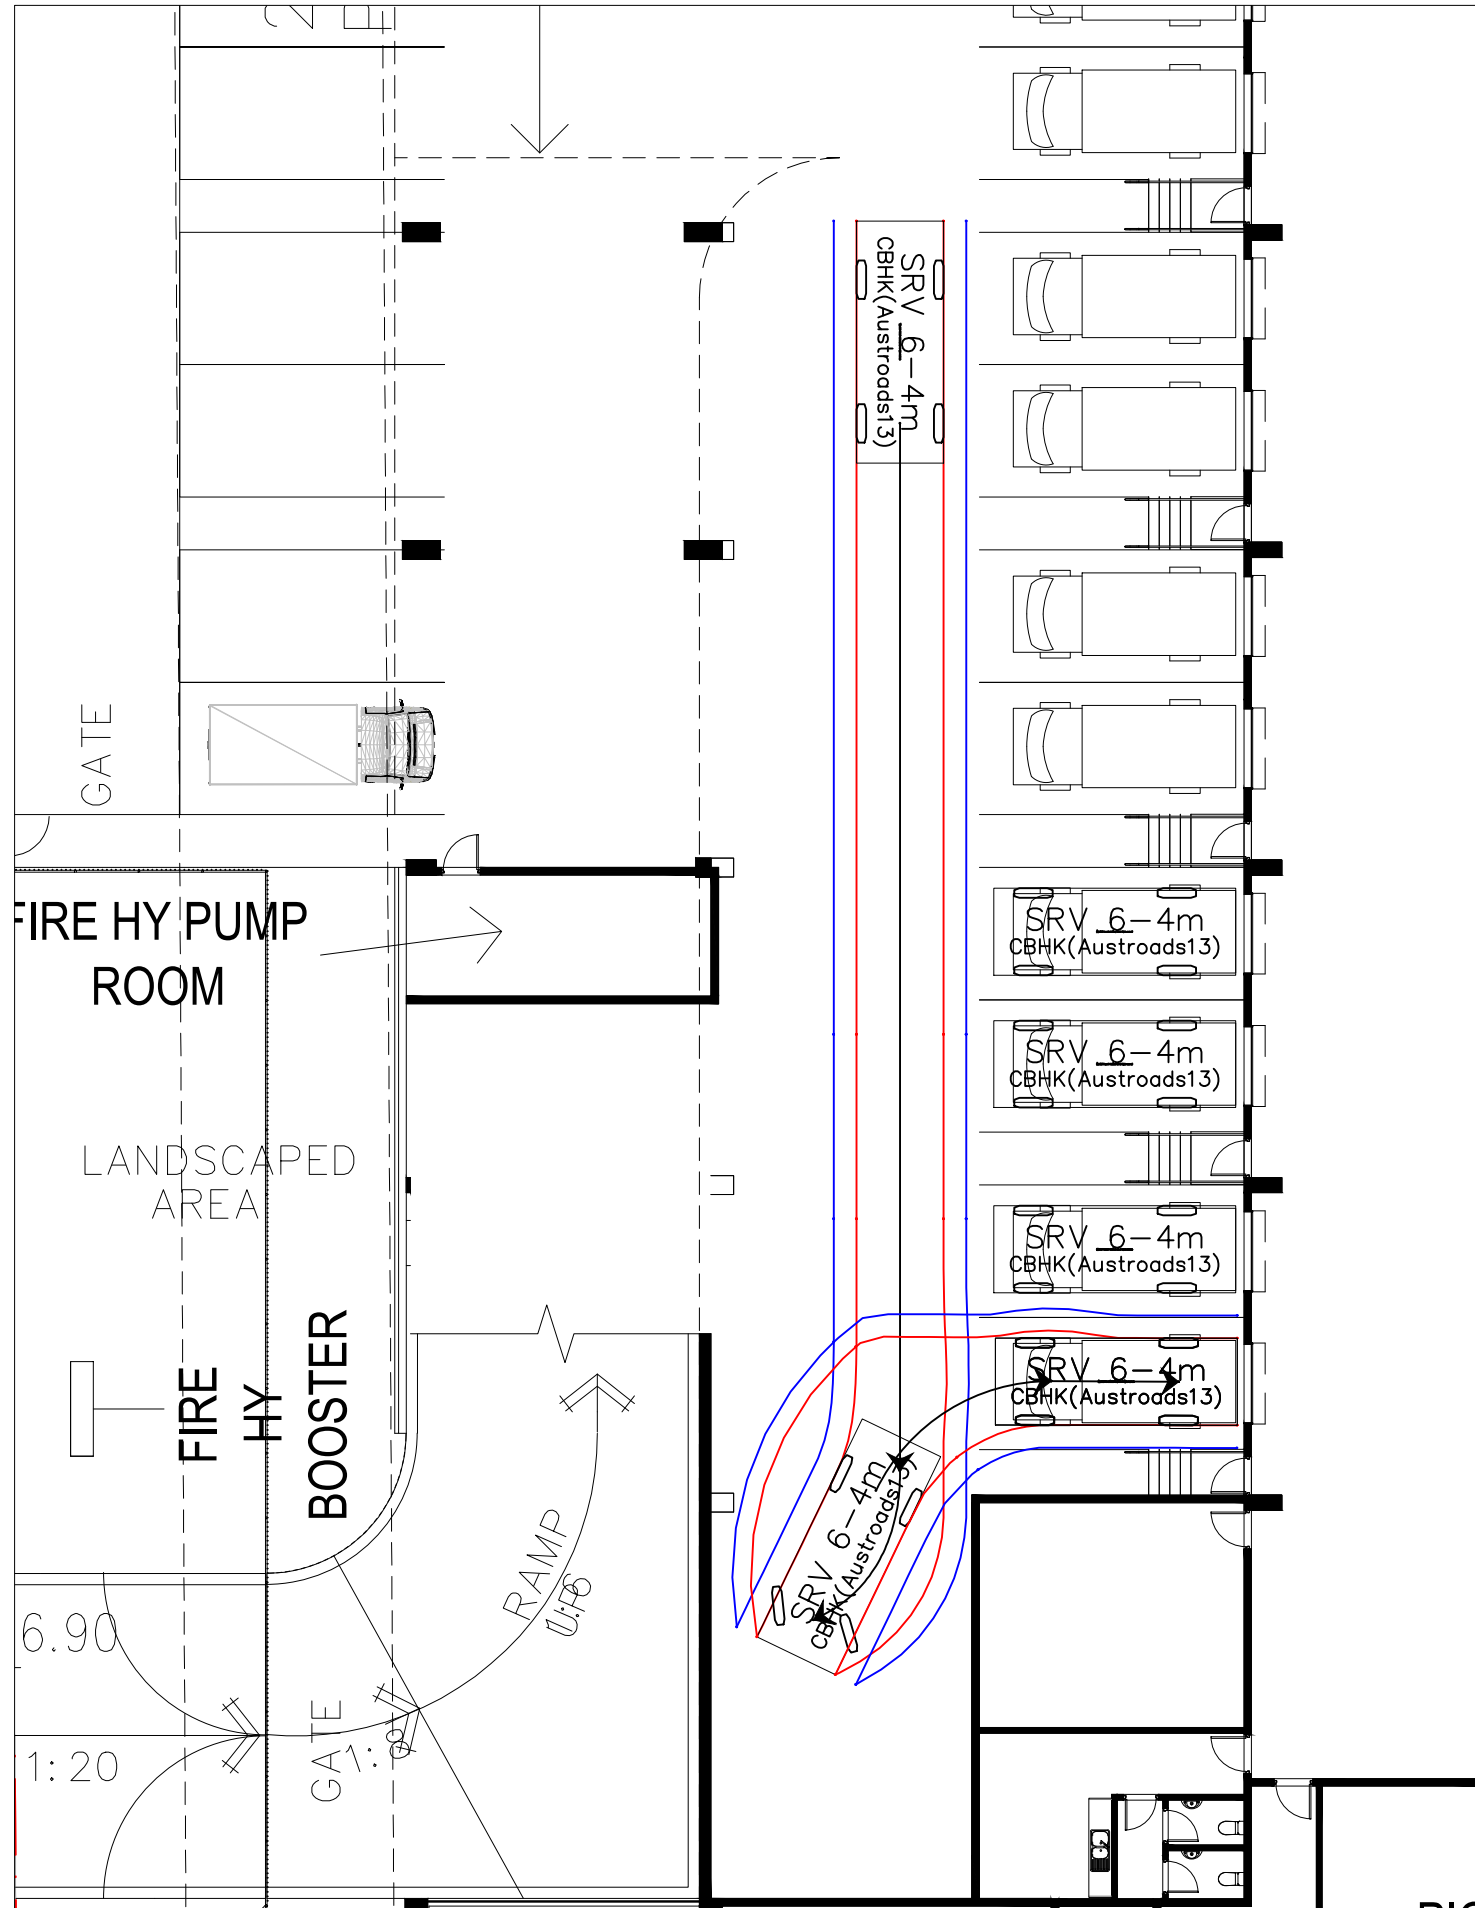 SRV 6-4m
CBHK(Austroads13)
GATE
FIRE HY PUMP
ROOM
SRV 6-4m
CBHK(Austroads13)
SRV 6-4m
CBHK(Austroads13)
LANDSCAPED
AREA
SRV 6-4m
CBHK(Austroads13)
FIRE
HY
BOOSTER
SRV 6-4m
CBHK(Austroads13)
SRV 6-4m
CBHK(Austroads13)
RAMP
6.90
GATE
1:8
1:20